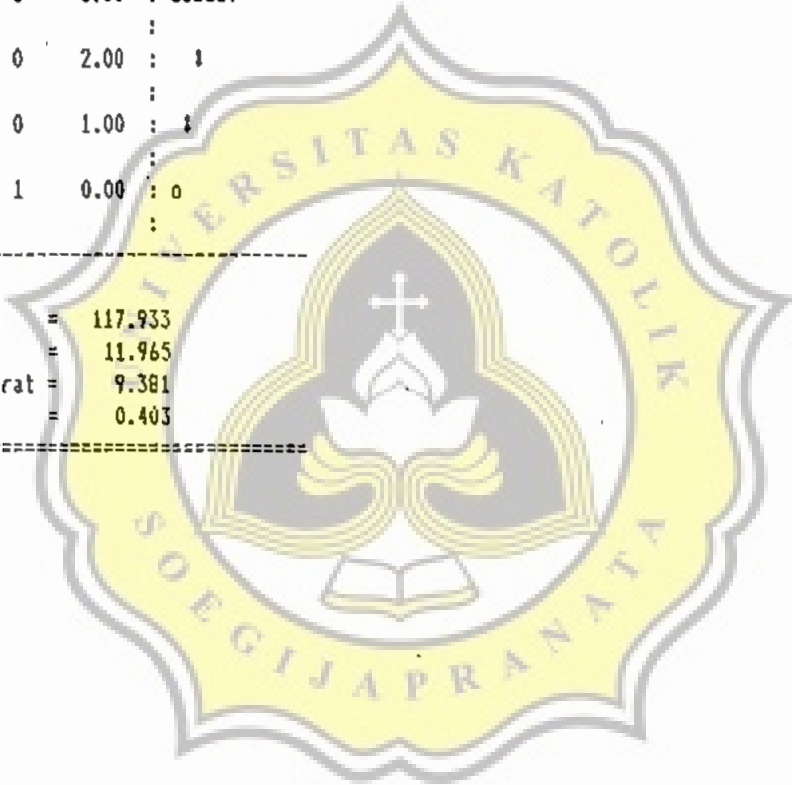 0 2.00 :
:
0 1.00 :
:
1 0.00 : o
:
------------------------------
= 117.933
= 11.965
rat = 9.381
= 0.403
==============================
UNIVERSITAS KATOLIK
SOEGIJAPRANATA